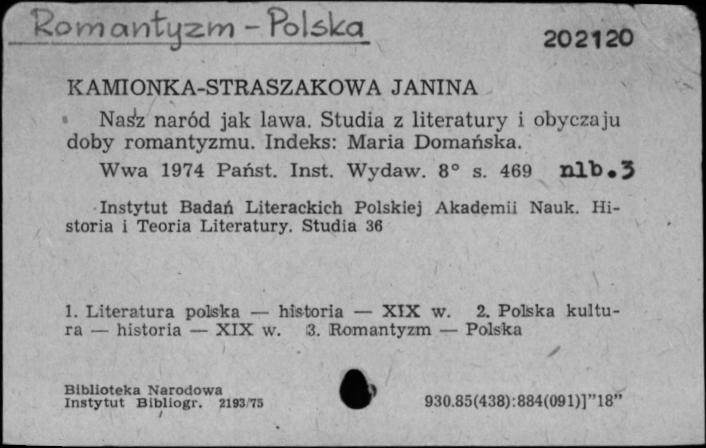 Romantyzm - Polska
202120
KAMIONKA-STRASZAKOWA JANINA
Nasz naród jak lawa. Studia z literatury i obyczaju
doby romantyzmu. Indeks: Maria Domańska.
Wwa 1974 Państ. Inst. Wydaw. 8° s. 469 nlb.3
Instytut Badań Literackich Polskiej Akademii Nauk. Hi-
storia i Teoria Literatury. Studia 36
1. Literatura polska — historia — XIX w. 2. Polska kultu-
ra — historia — XIX w. 3. Romantyzm — Polska
Biblioteka Narodowa
Instytut Bibliogr. 2193/75
930.85(438):884(091)]"18"